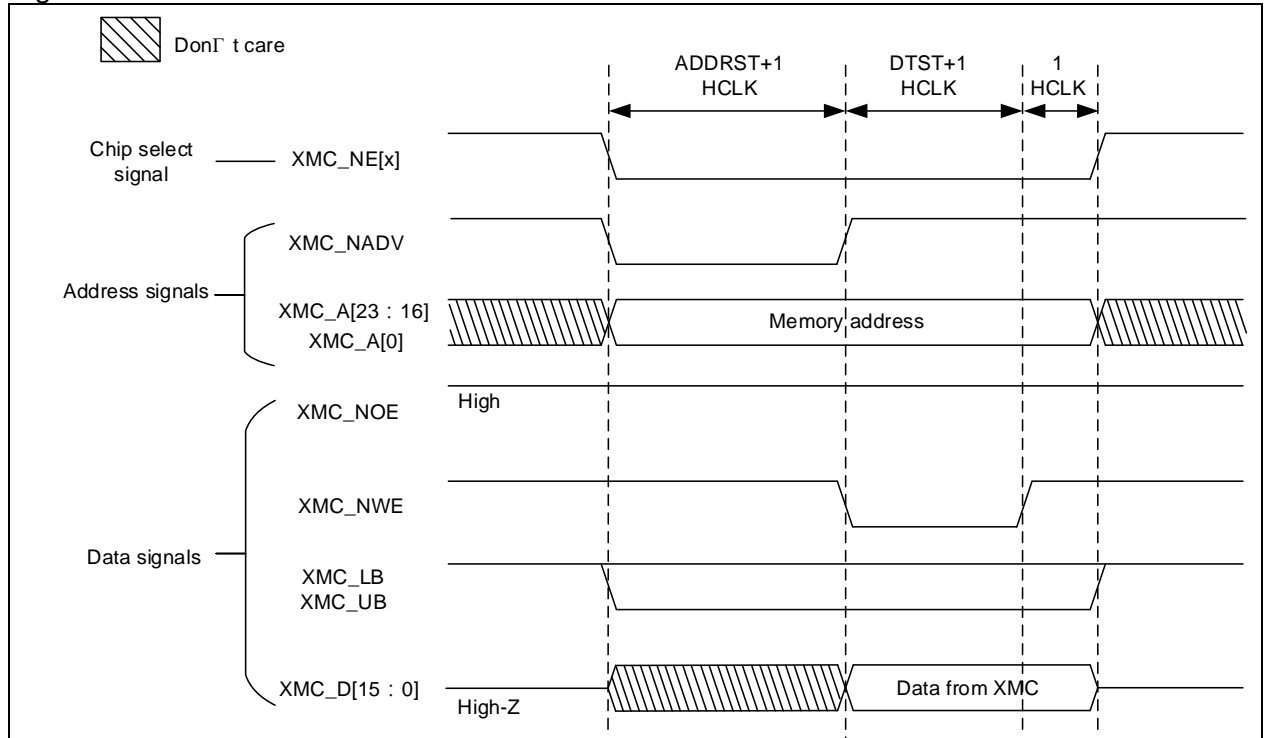 DonΓ t care
ADDRST+1
HCLK
DTST+1
HCLK
1
HCLK
Chip select
signal
XMC_NE[x]
XMC_NADV
Address signals
XMC_A[23 : 16]
XMC_A[0]
Memory address
XMC_NOE
High
XMC_NWE
Data signals
XMC_LB
XMC_UB
XMC_D[15 : 0]
High-Z
Data from XMC